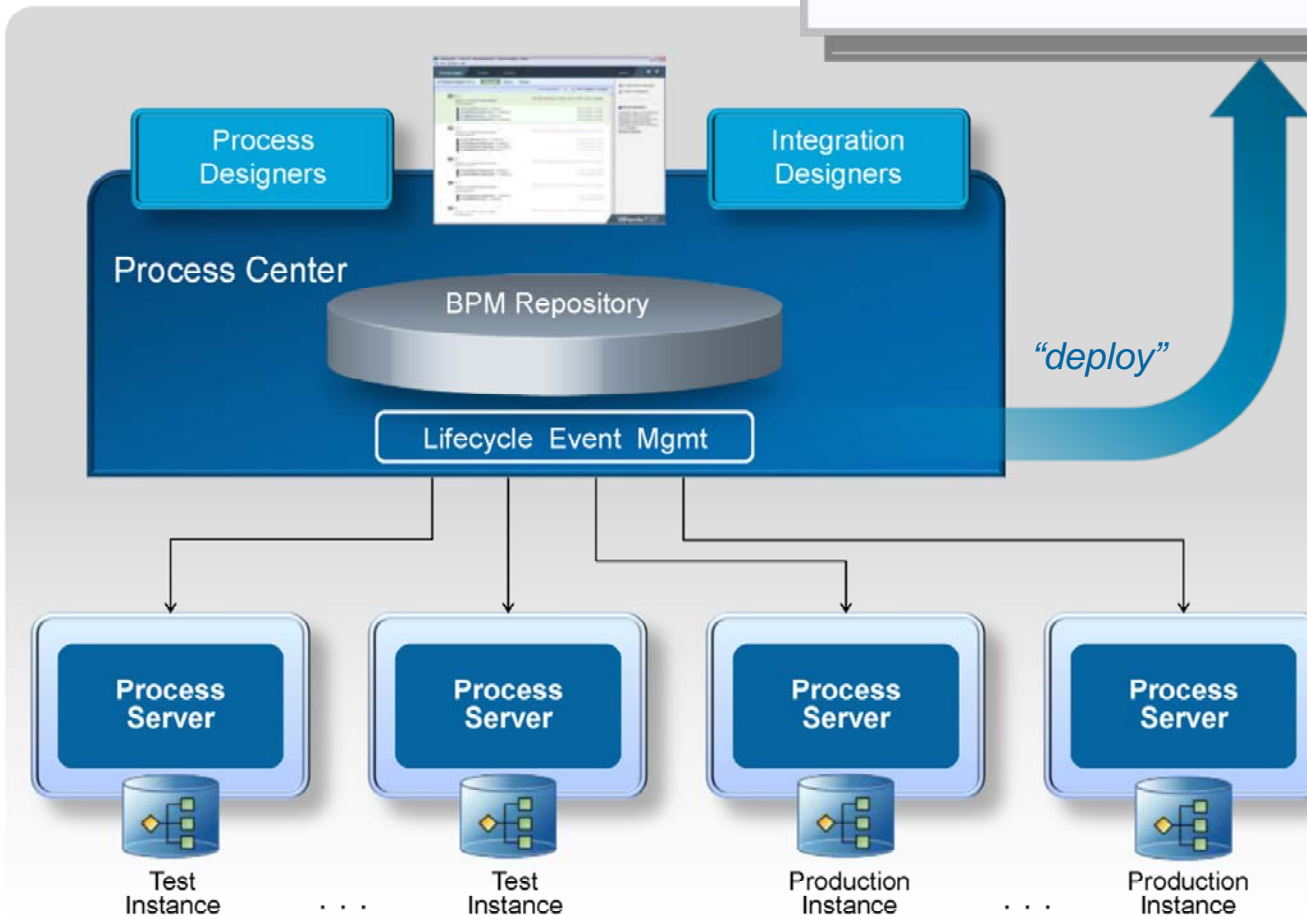 Process
Designers
Integration
Designers
Process Center
BPM Repository
“deploy”
Lifecycle Event Mgmt
Process
Server
Process
Server
Process
Server
Process
Server
Test
Instance
. . .
Test
Instance
Production
Instance
. . .
Production
Instance